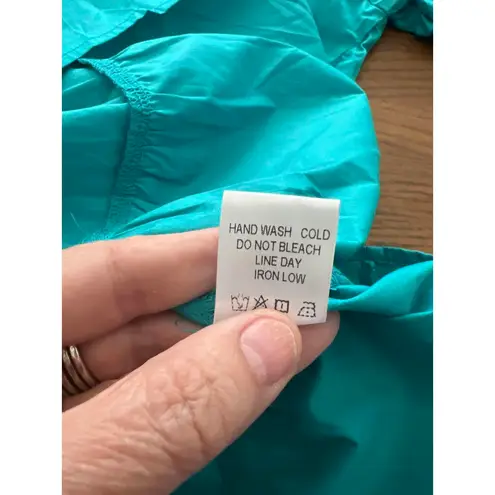 HAND WASH COLD
DO NOT BLEACH
LINE DAY
IRON LOW